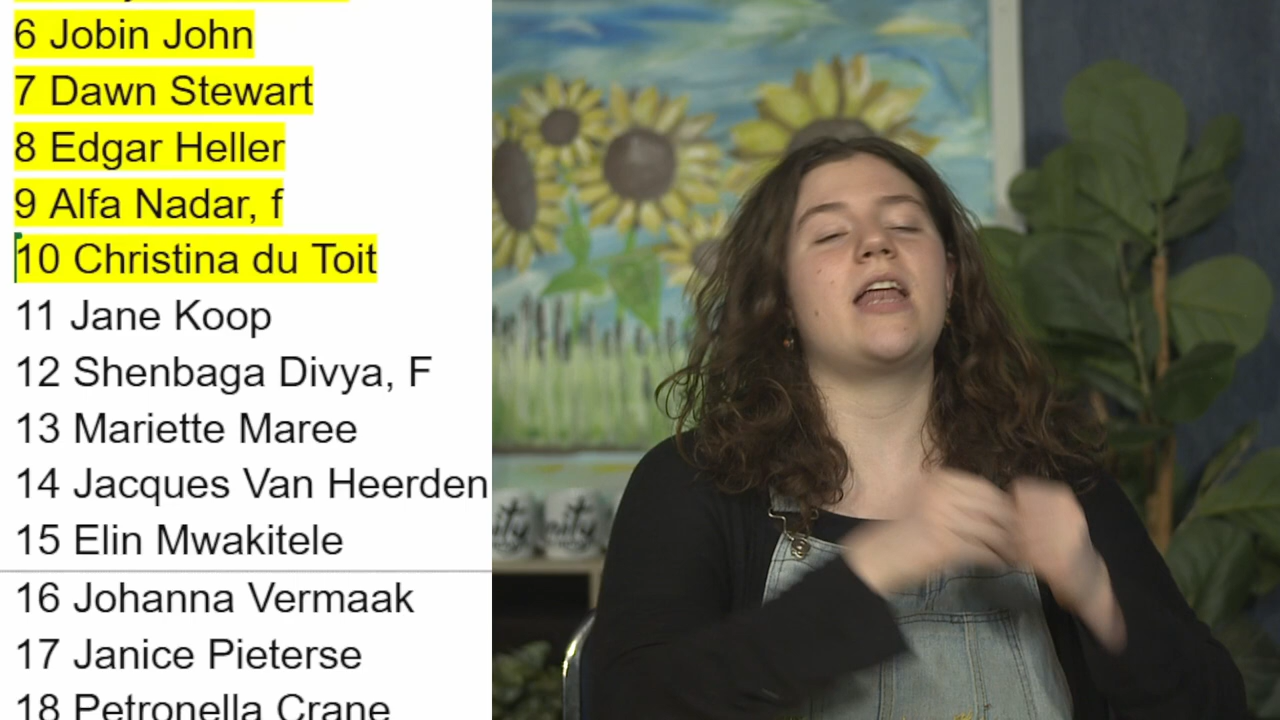 6 Jobin John
7 Dawn Stewart
8 Edgar Heller
9 Alfa Nadar, f
10 Christina du Toit
11 Jane Koop
12 Shenbaga Divya, F
13 Mariette Maree
14 Jacques Van Heerden
15 Elin Mwakitele
16 Johanna Vermaak
17 Janice Pieterse
18 Petronella Crane
city